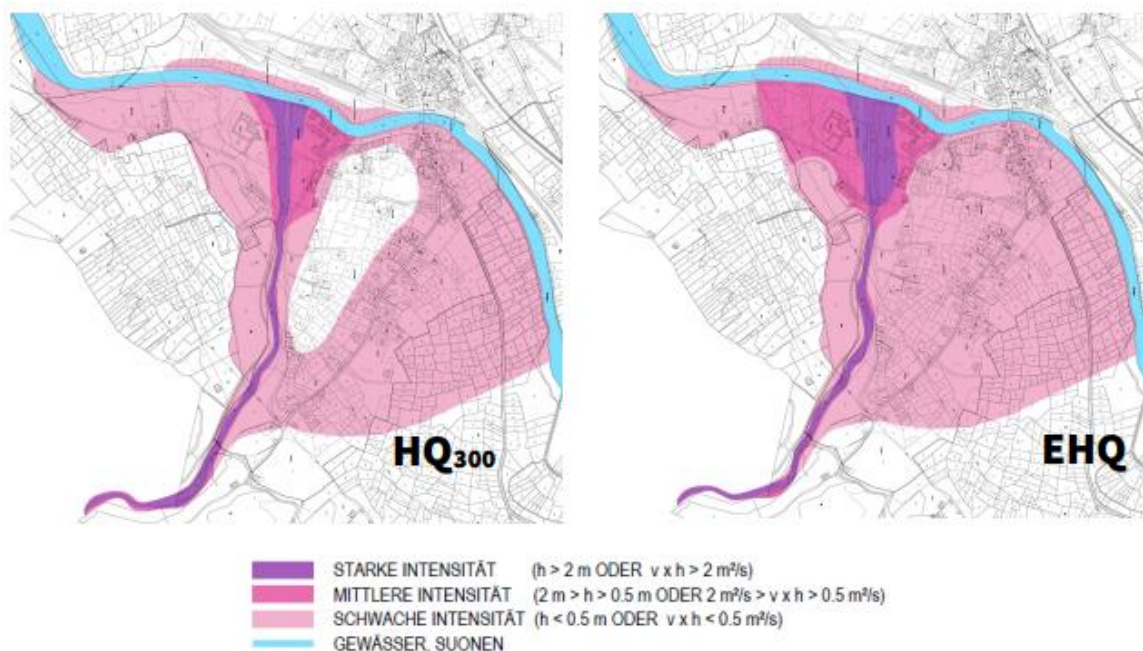 HQ300
EHQ
STARKE INTENSITÄT (h > 2 m ODER v x h > 2 m²/s)
MITTLERE INTENSITÄT (2 m > h > 0.5 m ODER 2 m²/s > v x h > 0.5 m²/s)
SCHWACHE INTENSITÄT (h < 0.5 m ODER v x h < 0.5 m²/s)
GEWÄSSER, SUONEN